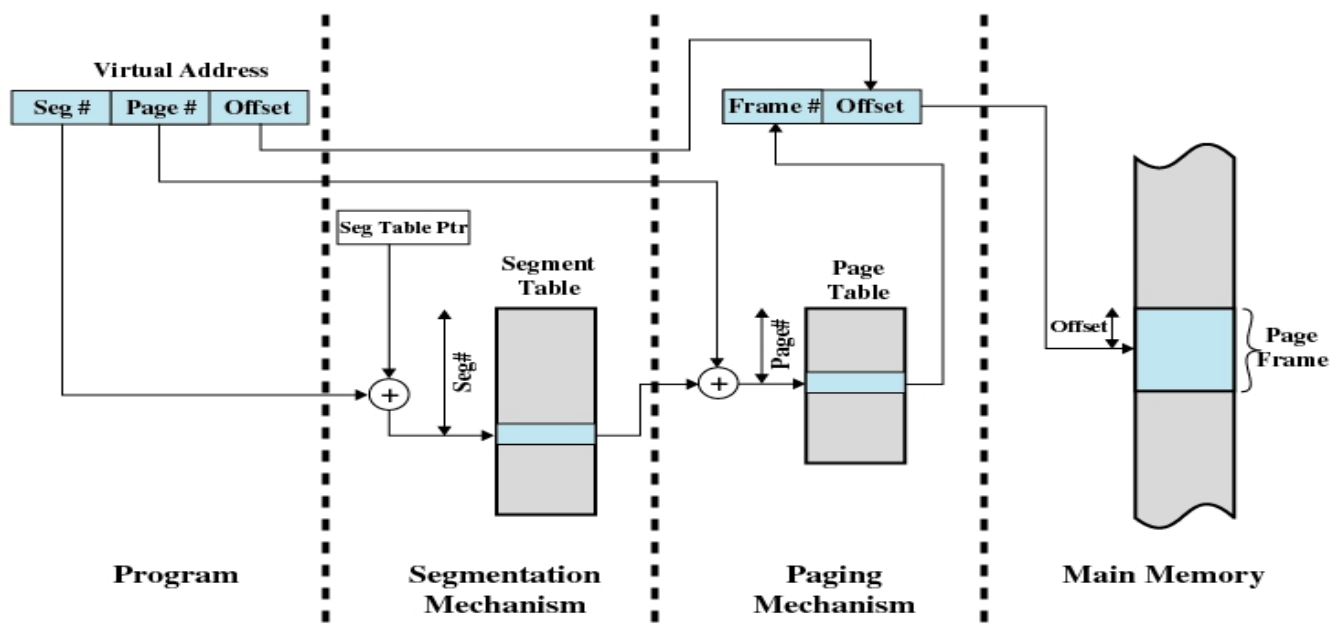 Virtual Address
Seg # Page # Offset
Frame # Offset
Seg Table Ptr
Segment
Table
Seg#
+
Page
Table
Page#
+
Offset
Page
Frame
Program
Segmentation
Mechanism
Paging
Mechanism
Main Memory